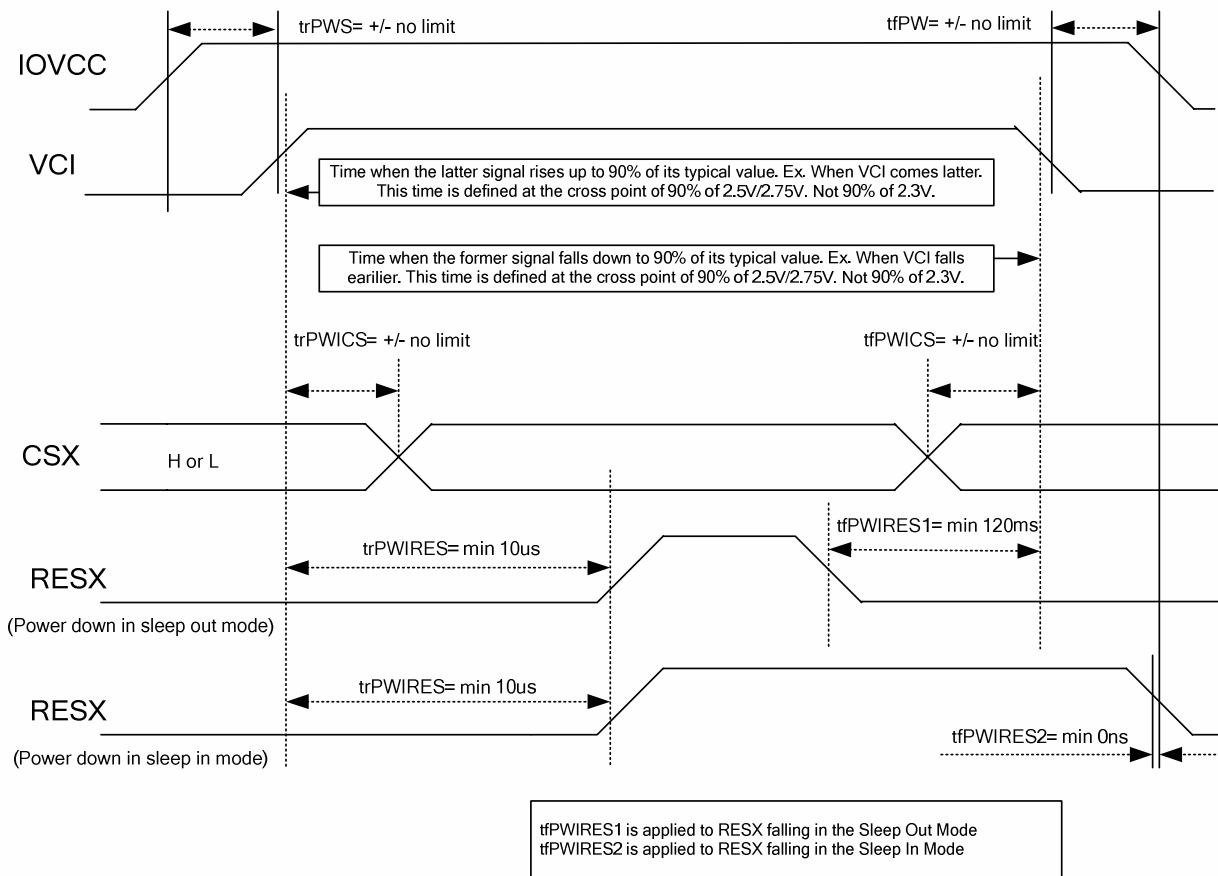 trPWS= +/- no limit
tfPW= +/- no limit
IOVCC
VCI
Time when the latter signal rises up to 90% of its typical value. Ex. When VCI comes latter.
This time is defined at the cross point of 90% of 2.5V/2.75V. Not 90% of 2.3V.
Time when the former signal falls down to 90% of its typical value. Ex. When VCI falls
earilier. This time is defined at the cross point of 90% of 2.5V/2.75V. Not 90% of 2.3V.
trPWICS= +/- no limit
tfPWICS= +/- no limit
CSX
H or L
tfPWIRES1= min 120ms
trPWIRES= min 10us
RESX
(Power down in sleep out mode)
trPWIRES= min 10us
RESX
tfPWIRES2= min 0ns
(Power down in sleep in mode)
tfPWIRES1 is applied to RESX falling in the Sleep Out Mode
tfPWIRES2 is applied to RESX falling in the Sleep In Mode